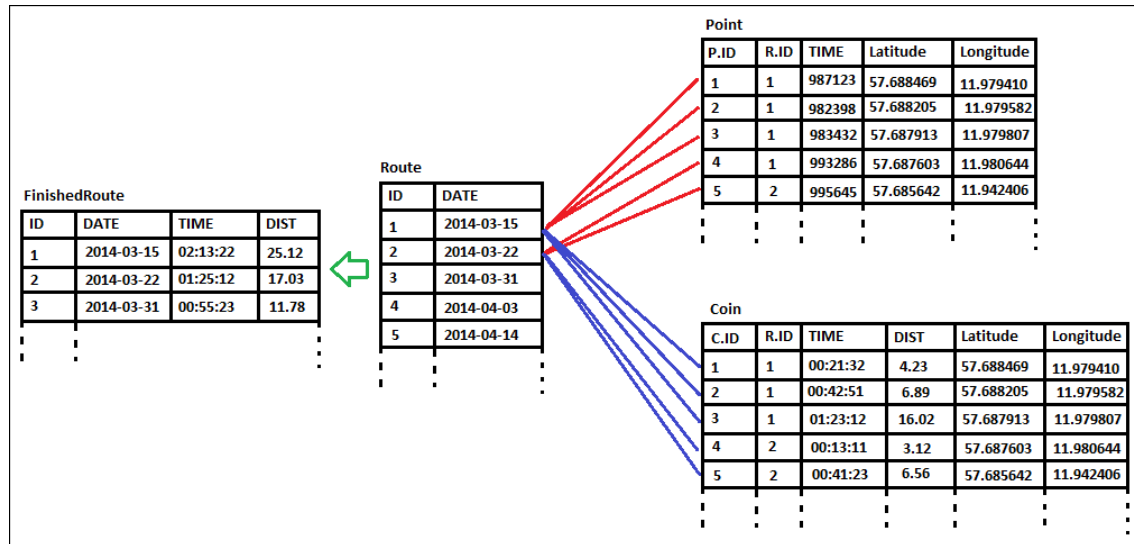 Point
P.ID R.ID TIME Latitude Longitude
1 1 987123 57.688469 11.979410
2 1 982398 57.688205 11.979582
3 1 983432 57.687913 11.979807
4 1 993286 57.687603 11.980644
5 2 995645 57.685642 11.942406
Route
ID DATE
1 2014-03-15
2 2014-03-22
3 2014-03-31
4 2014-04-03
5 2014-04-14
FinishedRoute
ID DATE TIME DIST
1 2014-03-15 02:13:22 25.12
2 2014-03-22 01:25:12 17.03
3 2014-03-31 00:55:23 11.78
Coin
C.ID R.ID TIME DIST Latitude Longitude
1 1 00:21:32 4.23 57.688469 11.979410
2 1 00:42:51 6.89 57.688205 11.979582
3 1 01:23:12 16.02 57.687913 11.979807
4 2 00:13:11 3.12 57.687603 11.980644
5 2 00:41:23 6.56 57.685642 11.942406